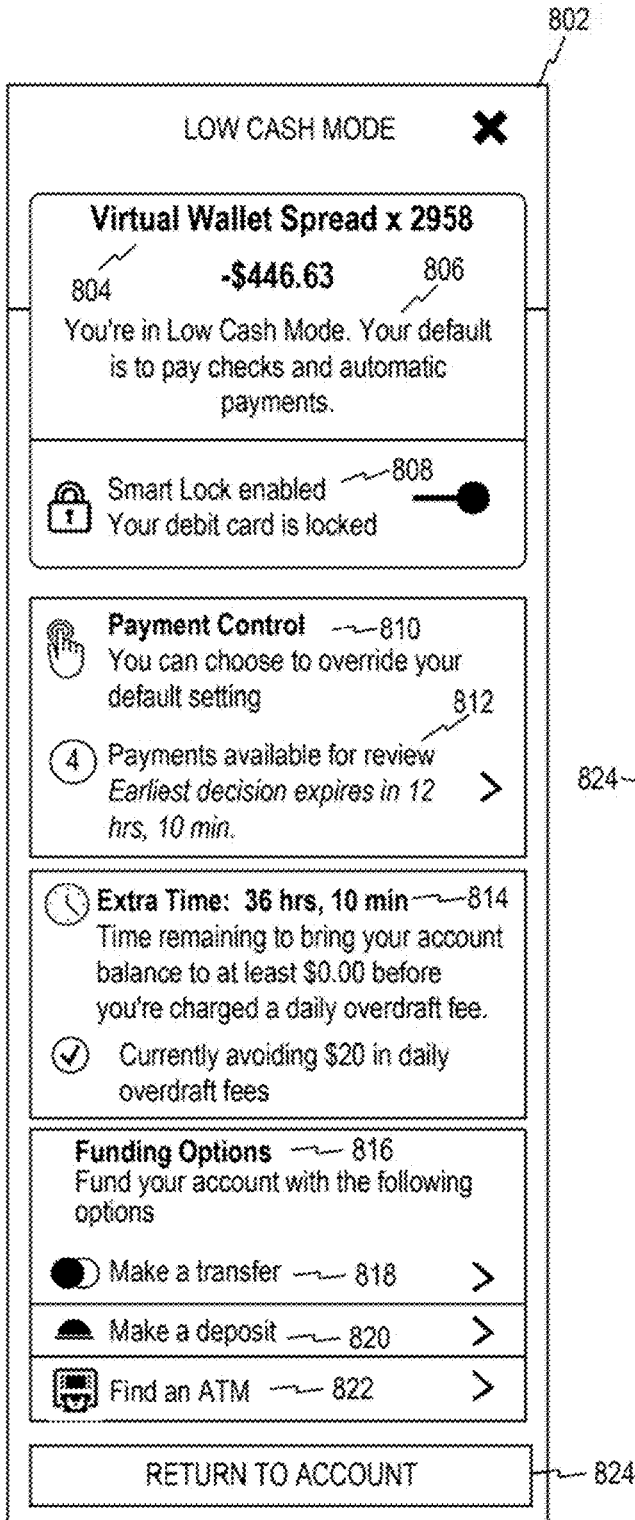 802
LOW CASH MODE
Virtual Wallet Spread x 2958
804
-$446.63
806
You're in Low Cash Mode. Your default
is to pay checks and automatic
payments.
Smart Lock enabled 808
Your debit card is locked
Payment Control 810
You can choose to override your
default setting
812
4 Payments available for review
Earliest decision expires in 12
hrs, 10 min.
824
Extra Time: 36 hrs, 10 min 814
Time remaining to bring your account
balance to at least $0.00 before
you're charged a daily overdraft fee.
Currently avoiding $20 in daily
overdraft fees
Funding Options 816
Fund your account with the following
options
Make a transfer 818
Make a deposit 820
Find an ATM 822
RETURN TO ACCOUNT 824